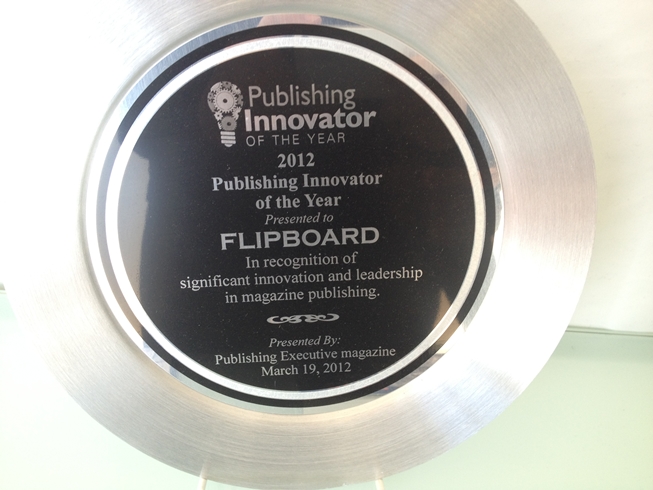 Publishing
Innovator
OF THE YEAR
2012
Publishing Innovator
of the Year
Presented to
FLIPBOARD
In recognition of
significant innovation and leadership
in magazine publishing.
Presented By:
Publishing Executive magazine
March 19, 2012